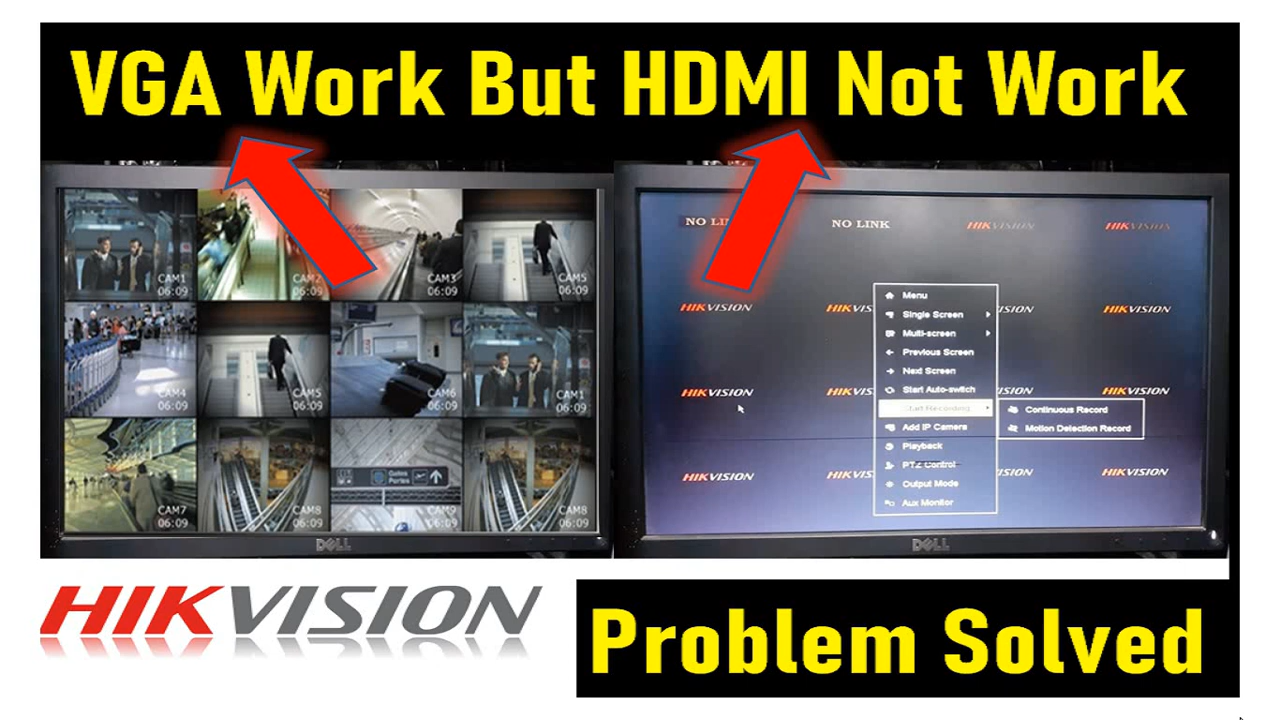 VGA Work But HDMI Not Work
CAM1
06:09
CAM2
06:09
CAM3
06:09
CAM5
06:09
CAM4
06:09
CAM5
06:09
CAM6
06:09
CAM1
06:09
CAM7
06:09
CAM8
06:09
Gates
Portes
CAM9
06:09
CAM8
06:09
DELL
NO LINK
HIKVISION
HIKVISION
HIKVISION
HIKVISION
HIKVISION
HIKVISION
HIKVISION
HIKVISION
Menu
Single Screen
Multi-screen
Previous Screen
Next Screen
Start Auto-switch
Start Recording
Continuous Record
Add IP Camera
Motion Detection Record
Playback
PTZ Control
Output Mode
Aux Monitor
DELL
HIKVISION
Problem Solved